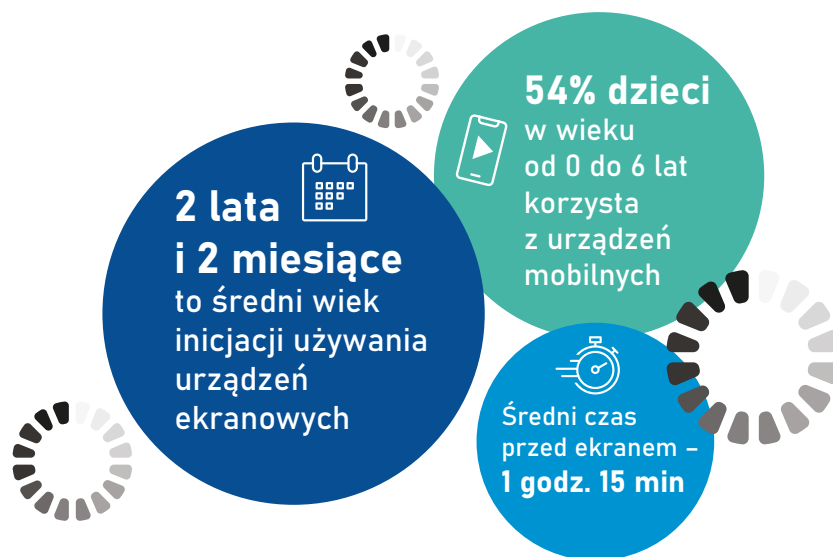 2 lata
i 2 miesiące
to średni wiek
inicjacji używania
urządzeń
ekranowych
54% dzieci
w wieku
od 0 do 6 lat
korzysta
z urządzeń
mobilnych
Średni czas
przed ekranem –
1 godz. 15 min